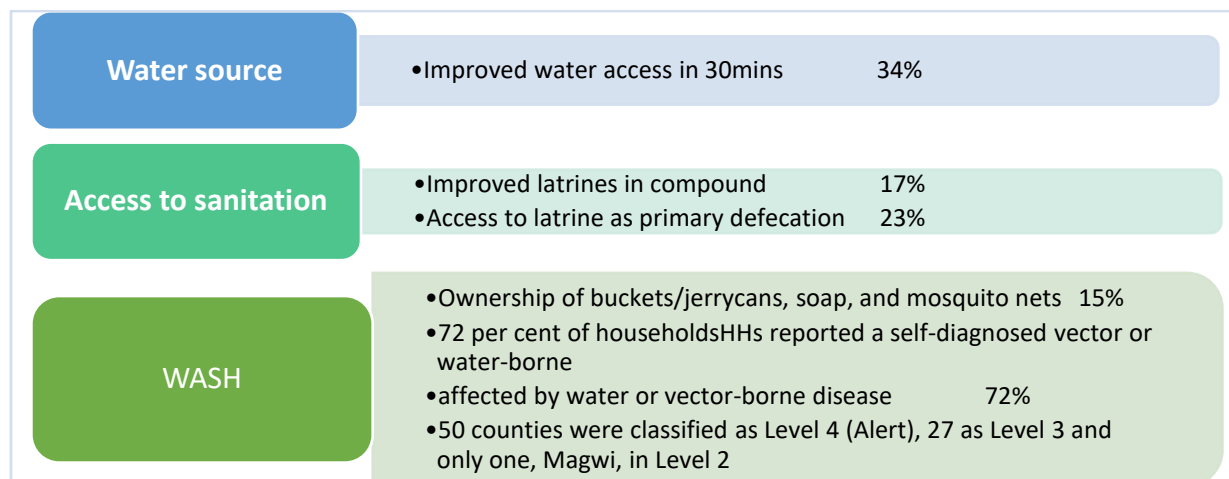 Water source
•Improved water access in 30mins 34%
Access to sanitation
•Improved latrines in compound 17%
•Access to latrine as primary defecation 23%
WASH
•Ownership of buckets/jerrycans, soap, and mosquito nets 15%
•72 per cent of householdsHHs reported a self-diagnosed vector or
water-borne
•affected by water or vector-borne disease 72%
•50 counties were classified as Level 4 (Alert), 27 as Level 3 and
only one, Magwi, in Level 2